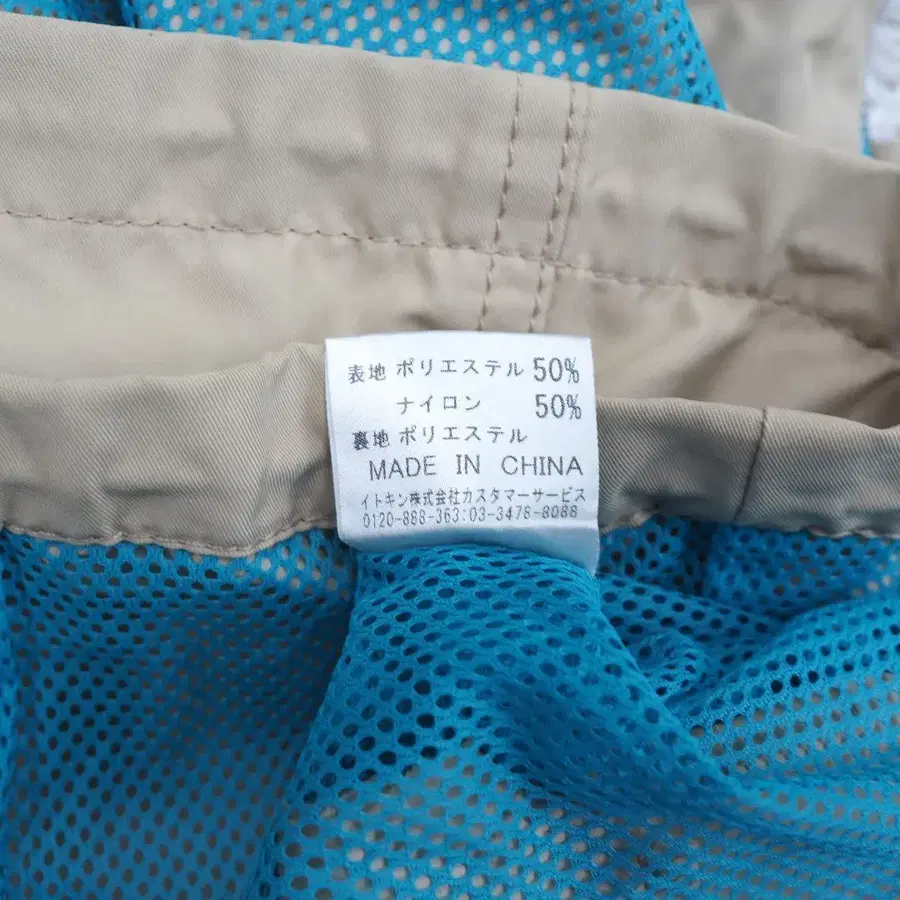 表地 ポリエステル 50%
ナイロン 50%
裏地 ポリエステル
MADE IN CHINA
イトキン株式会社カスタマーサービス
0120-888-363:03-3478-8088